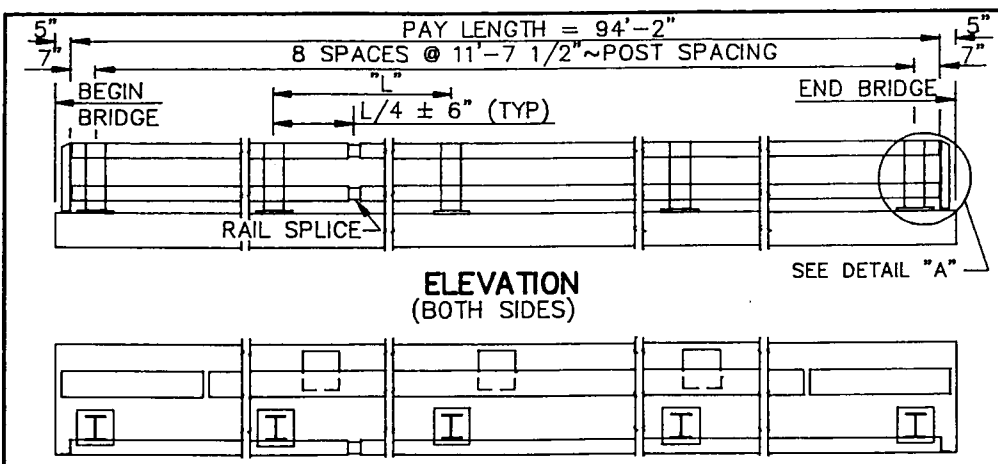 5" PAY LENGTH = 94'-2" 5"
7" 8 SPACES @ 11'-7 1/2"~POST SPACING 7"
"L"
BEGIN BRIDGE
END BRIDGE
L/4 ± 6" (TYP)
RAIL SPLICE
SEE DETAIL "A"
ELEVATION
(BOTH SIDES)